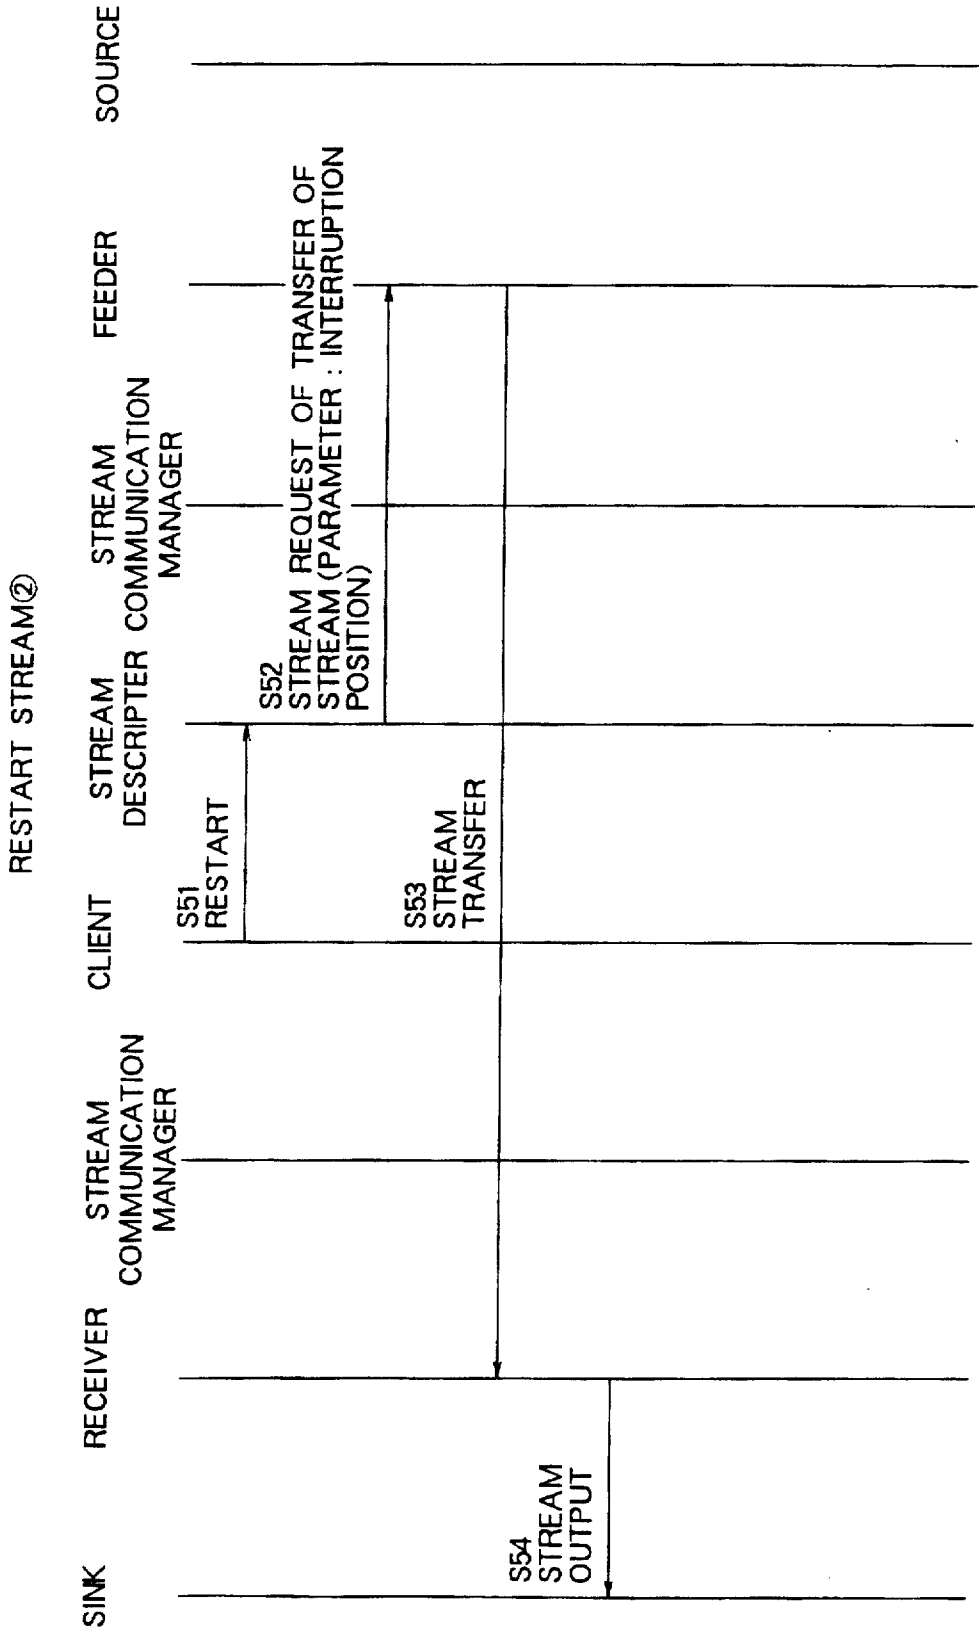 RESTART STREAM②
SINK
RECEIVER
STREAM
COMMUNICATION
MANAGER
CLIENT
STREAM
DESCRIPTER
STREAM
COMMUNICATION
MANAGER
FEEDER
SOURCE
S51
RESTART
S52
STREAM REQUEST OF TRANSFER OF
STREAM (PARAMETER : INTERRUPTION
POSITION)
S53
STREAM
TRANSFER
S54
STREAM
OUTPUT